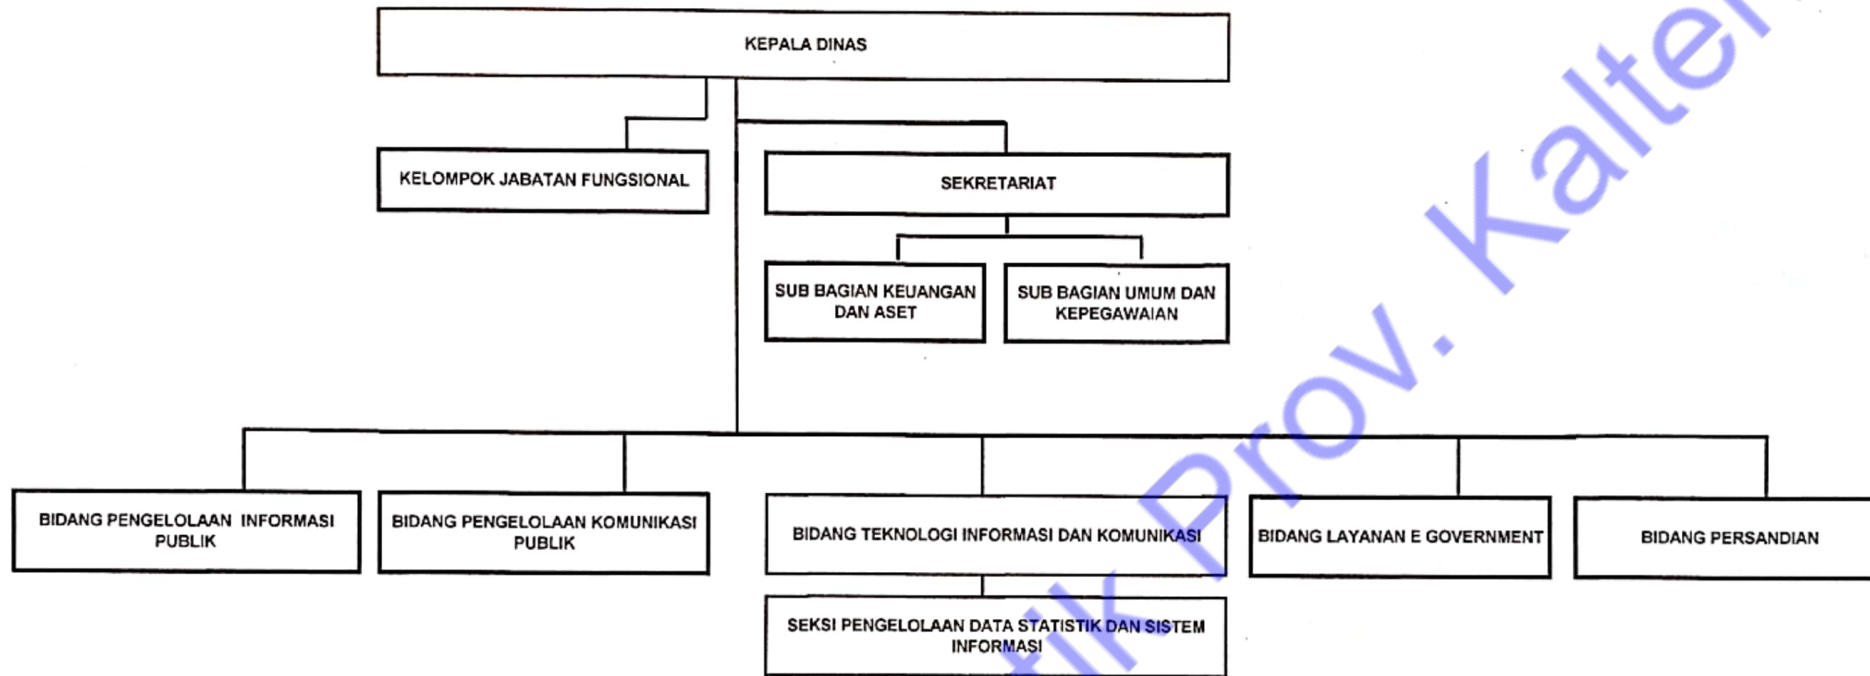 KEPALA DINAS
KELOMPOK JABATAN FUNGSIONAL
SEKRETARIAT
SUB BAGIAN KEUANGAN
DAN ASET
SUB BAGIAN UMUM DAN
KEPEGAWAIAN
BIDANG PENGELOLAAN INFORMASI
PUBLIK
BIDANG PENGELOLAAN KOMUNIKASI
PUBLIK
BIDANG TEKNOLOGI INFORMASI DAN KOMUNIKASI
BIDANG LAYANAN E GOVERNMENT
BIDANG PERSANDIAN
SEKSI PENGELOLAAN DATA STATISTIK DAN SISTEM
INFORMASI
tik Prov. Kalten